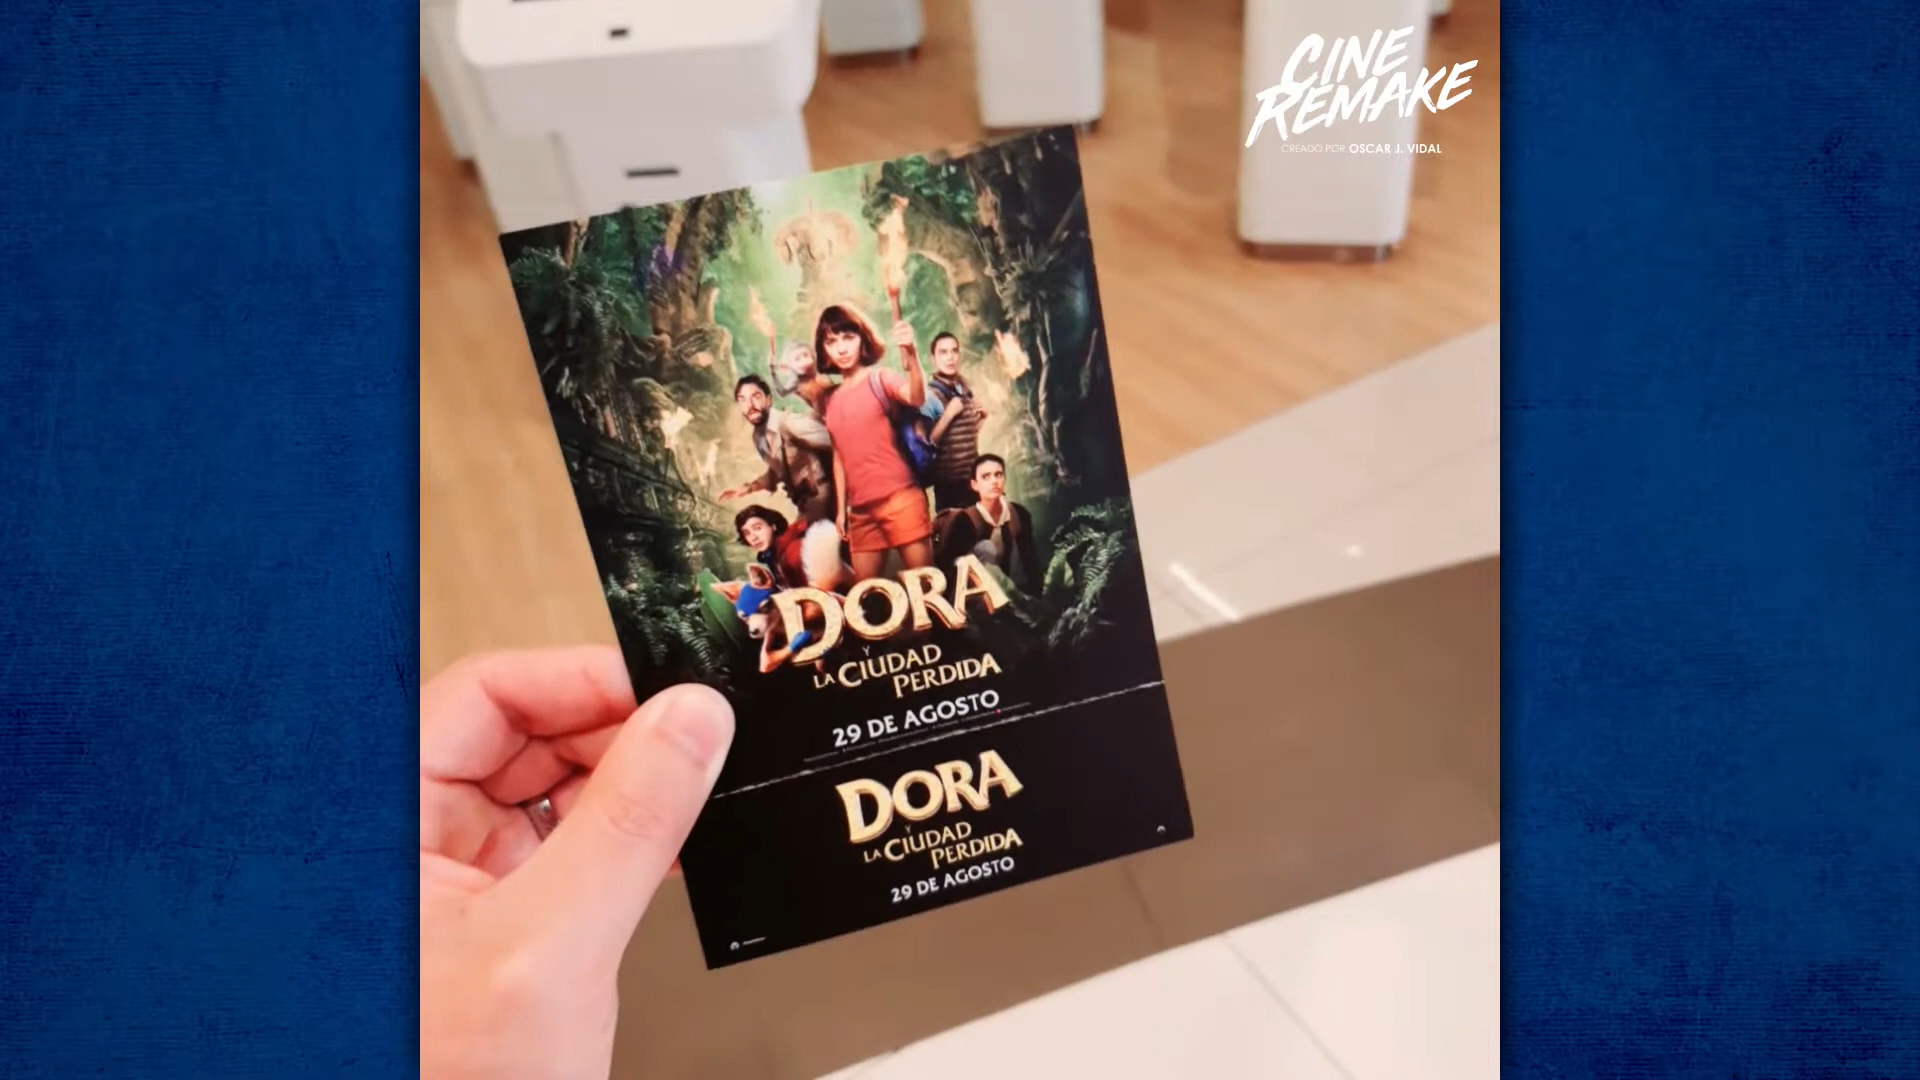 CINE
REMAKE
CREADO POR OSCAR J. VIDAL
DORA
Y
LA CIUDAD
PERDIDA
29 DE AGOSTO
DORA
Y
LA CIUDAD
PERDIDA
29 DE AGOSTO